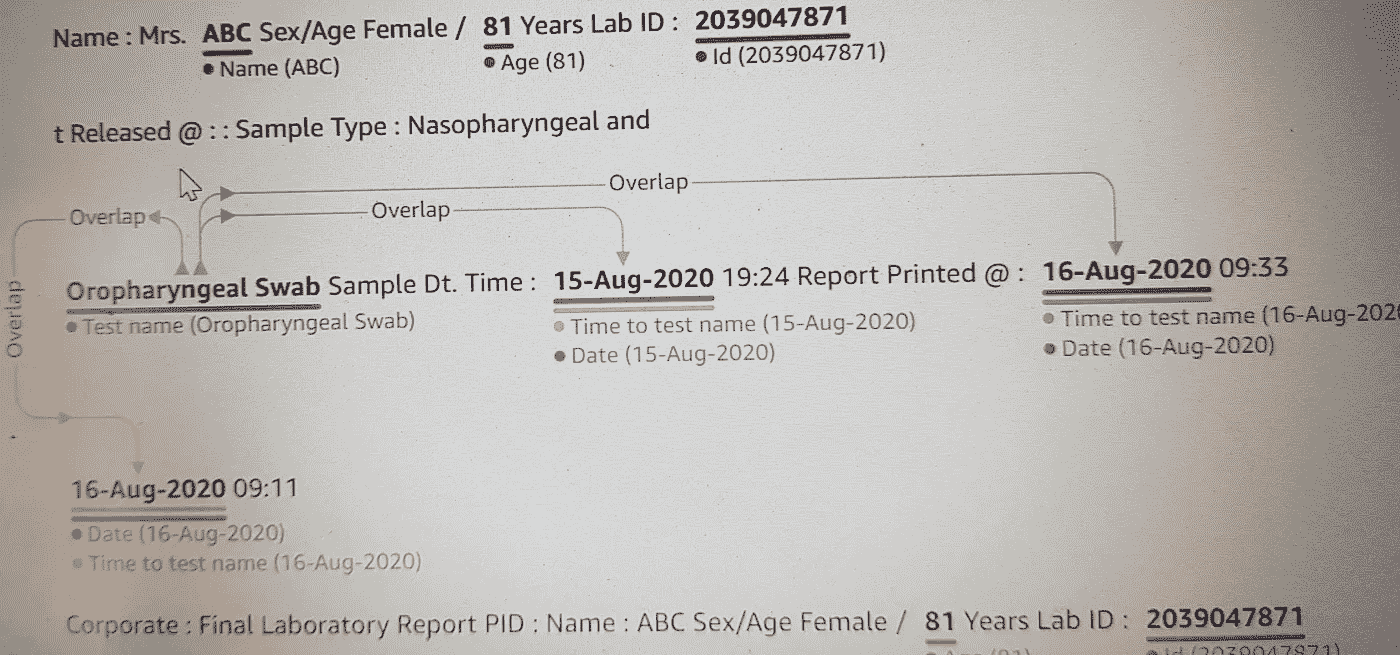 Name : Mrs. ABC Sex/Age Female / 81 Years Lab ID : 2039047871
Name (ABC) Age (81) Id (2039047871)
t Released @ : : Sample Type : Nasopharyngeal and
Overlap
Overlap Overlap
Overlap
Oropharyngeal Swab Sample Dt. Time : 15-Aug-2020 19:24 Report Printed @ : 16-Aug-2020 09:33
Test name (Oropharyngeal Swab) Time to test name (15-Aug-2020) Time to test name (16-Aug-202
Date (15-Aug-2020) Date (16-Aug-2020)
16-Aug-2020 09:11
Date (16-Aug-2020)
Time to test name (16-Aug-2020)
Corporate : Final Laboratory Report PID : Name : ABC Sex/Age Female / 81 Years Lab ID : 2039047871
Age (81) Id (2039047871)